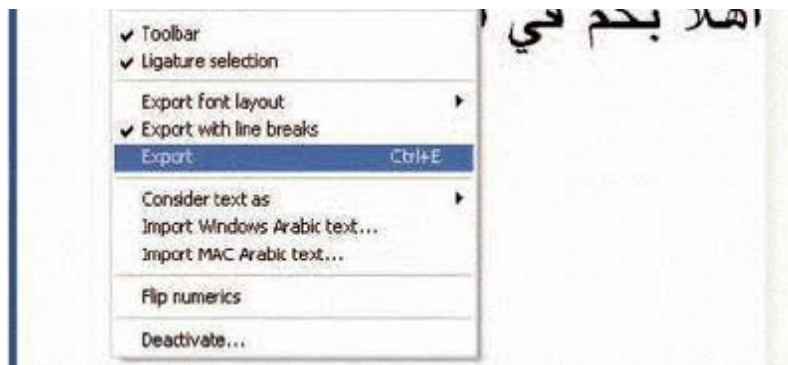 اهلا بكم في
Toolbar
Ligature selection
Export font layout
Export with line breaks
Export Ctrl+E
Consider text as
Import Windows Arabic text...
Import MAC Arabic text...
Flip numerics
Deactivate...